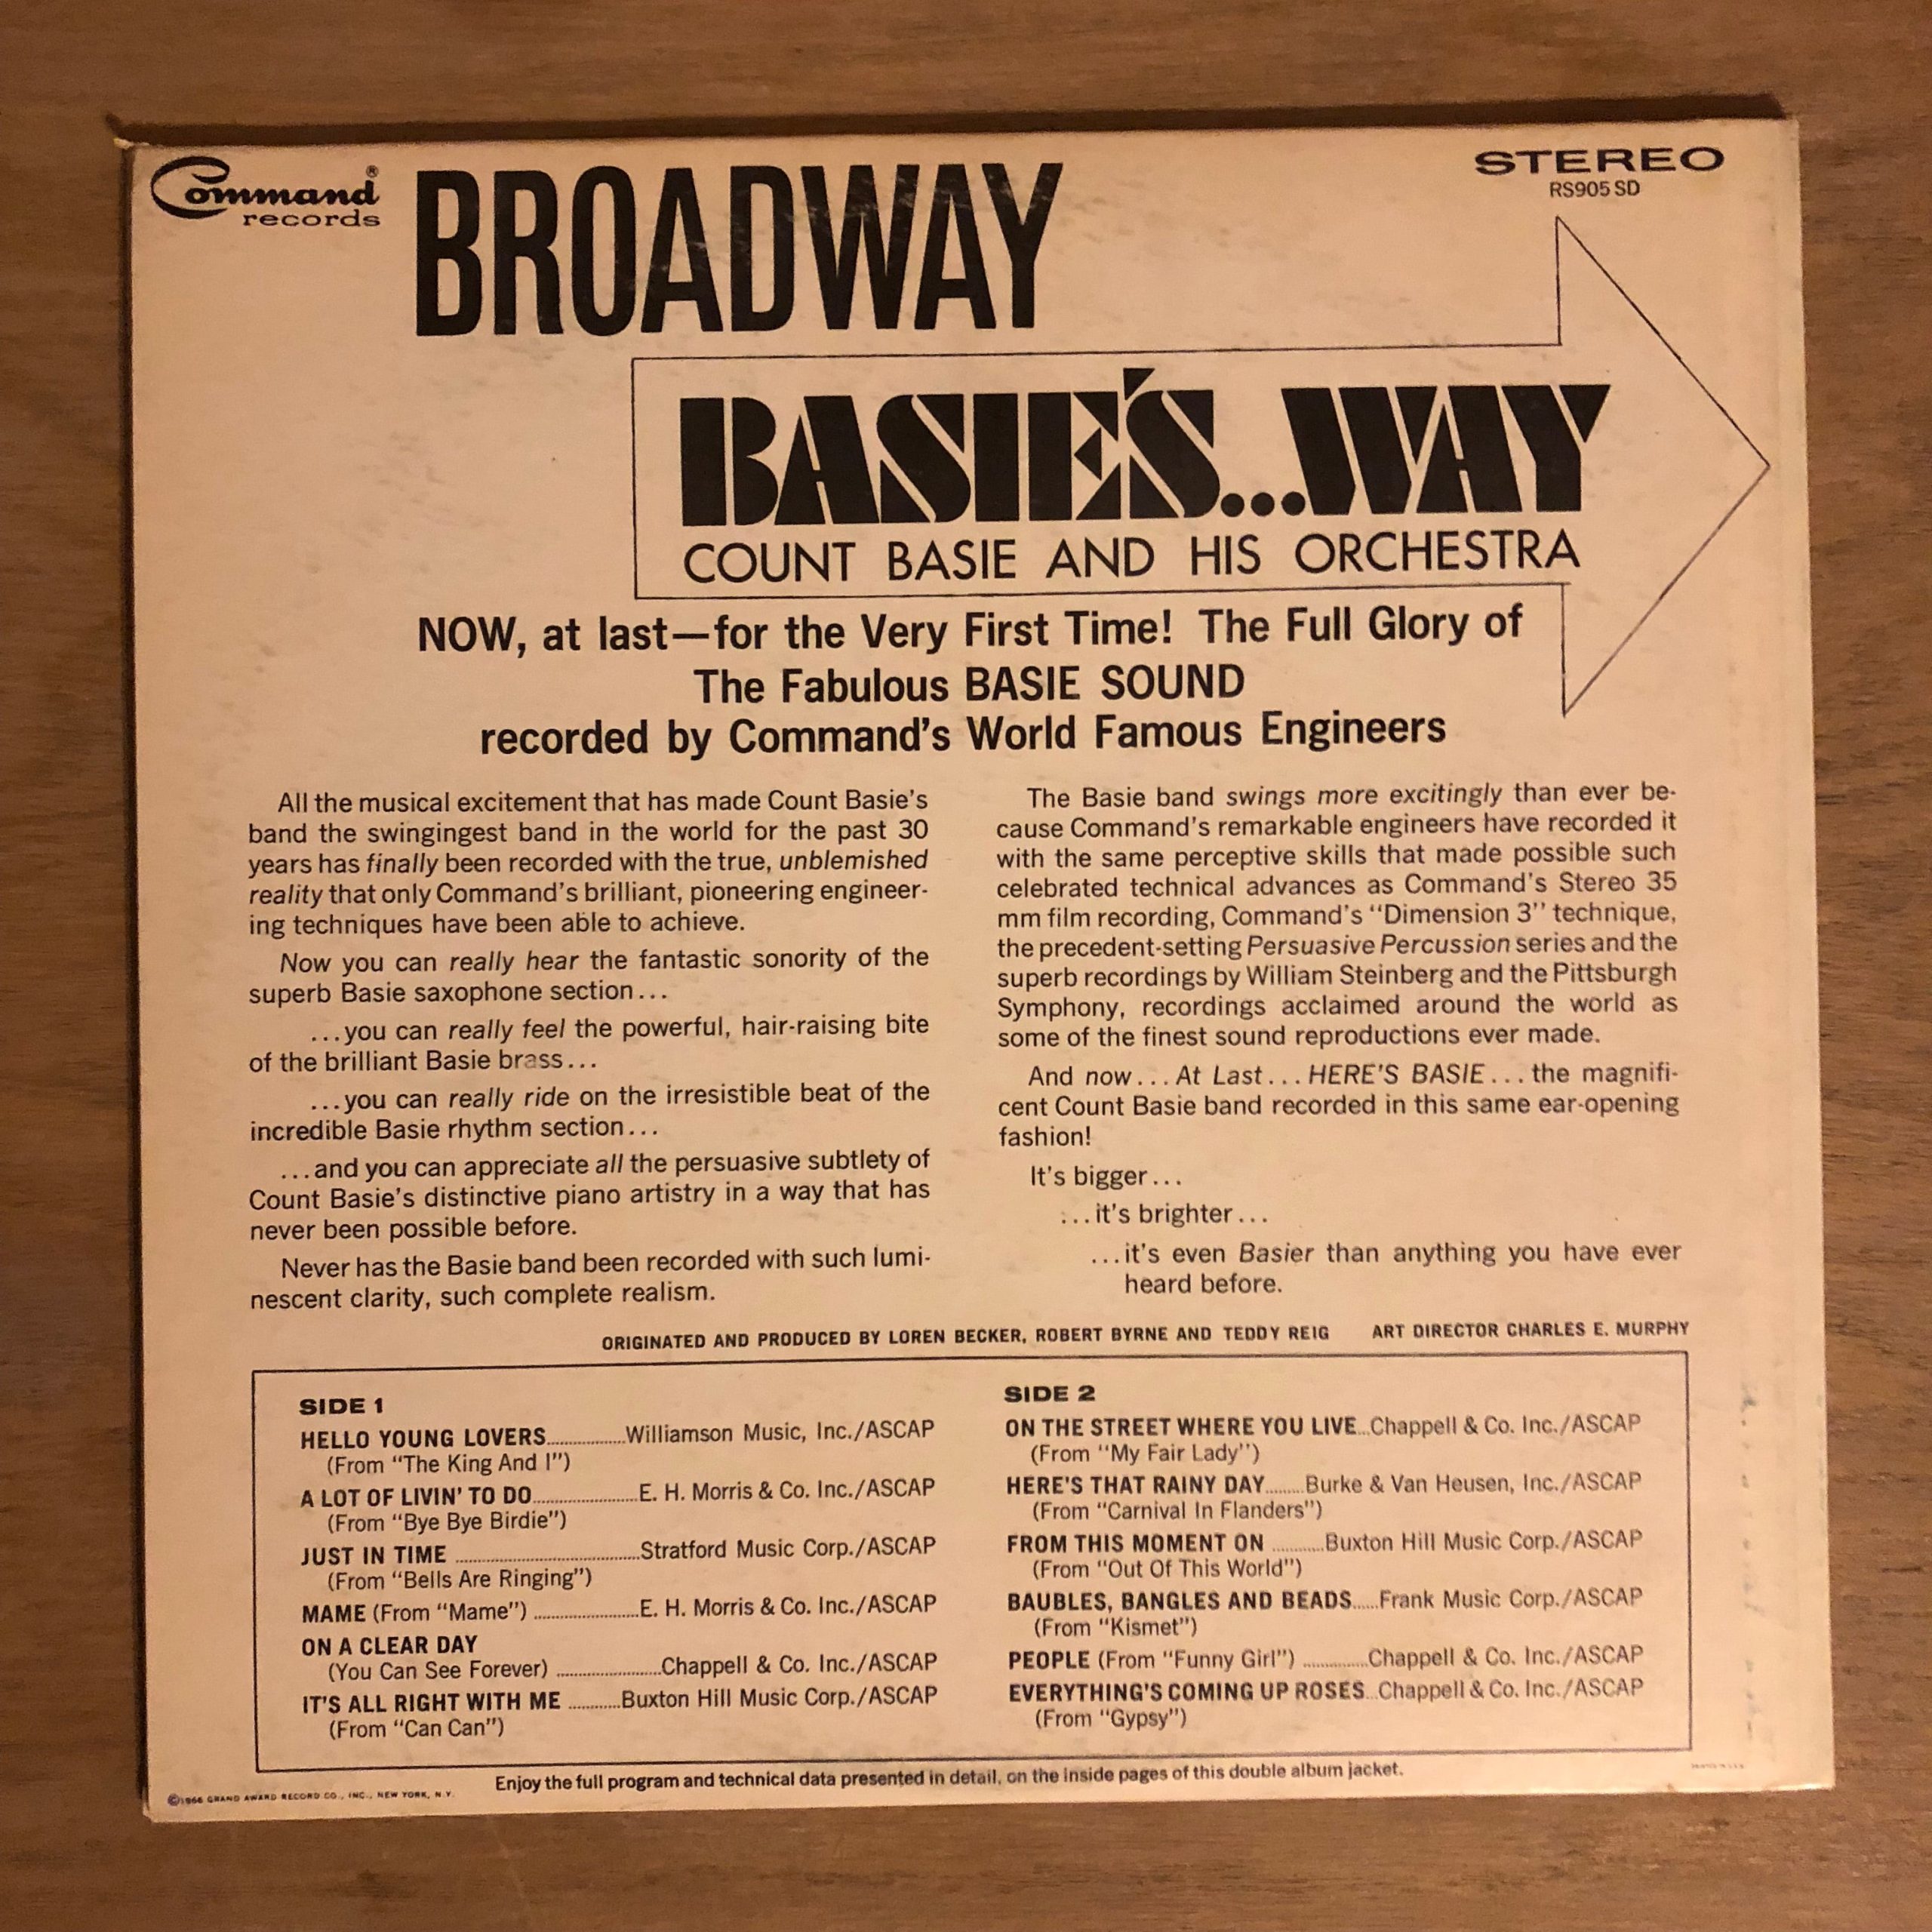 Command®
records
BROADWAY
STEREO
RS905 SD
BASIE'S...WAY
COUNT BASIE AND HIS ORCHESTRA
NOW, at last—for the Very First Time! The Full Glory of
The Fabulous BASIE SOUND
recorded by Command's World Famous Engineers
All the musical excitement that has made Count Basie's
band the swingingest band in the world for the past 30
years has finally been recorded with the true, unblemished
reality that only Command's brilliant, pioneering engineer-
ing techniques have been able to achieve.
Now you can really hear the fantastic sonority of the
superb Basie saxophone section...
...you can really feel the powerful, hair-raising bite
of the brilliant Basie brass...
...you can really ride on the irresistible beat of the
incredible Basie rhythm section...
...and you can appreciate all the persuasive subtlety of
Count Basie's distinctive piano artistry in a way that has
never been possible before.
Never has the Basie band been recorded with such lumi-
nescent clarity, such complete realism.
The Basie band swings more excitingly than ever be-
cause Command's remarkable engineers have recorded it
with the same perceptive skills that made possible such
celebrated technical advances as Command's Stereo 35
mm film recording, Command's "Dimension 3" technique,
the precedent-setting Persuasive Percussion series and the
superb recordings by William Steinberg and the Pittsburgh
Symphony, recordings acclaimed around the world as
some of the finest sound reproductions ever made.
And now... At Last... HERE'S BASIE... the magnifi-
cent Count Basie band recorded in this same ear-opening
fashion!
It's bigger...
...it's brighter...
...it's even Basier than anything you have ever
heard before.
ORIGINATED AND PRODUCED BY LOREN BECKER, ROBERT BYRNE AND TEDDY REIG ART DIRECTOR CHARLES E. MURPHY
SIDE 1
HELLO YOUNG LOVERS..................Williamson Music, Inc./ASCAP
(From "The King And I")
A LOT OF LIVIN' TO DO........................E. H. Morris & Co. Inc./ASCAP
(From "Bye Bye Birdie")
JUST IN TIME ..........................................Stratford Music Corp./ASCAP
(From "Bells Are Ringing")
MAME (From "Mame") ........................E. H. Morris & Co. Inc./ASCAP
ON A CLEAR DAY
(You Can See Forever) ........................Chappell & Co. Inc./ASCAP
IT'S ALL RIGHT WITH ME ............Buxton Hill Music Corp./ASCAP
(From "Can Can")
SIDE 2
ON THE STREET WHERE YOU LIVE...Chappell & Co. Inc./ASCAP
(From "My Fair Lady")
HERE'S THAT RAINY DAY.........Burke & Van Heusen, Inc./ASCAP
(From "Carnival In Flanders")
FROM THIS MOMENT ON ............Buxton Hill Music Corp./ASCAP
(From "Out Of This World")
BAUBLES, BANGLES AND BEADS......Frank Music Corp./ASCAP
(From "Kismet")
PEOPLE (From "Funny Girl") ...............Chappell & Co. Inc./ASCAP
EVERYTHING'S COMING UP ROSES...Chappell & Co. Inc./ASCAP
(From "Gypsy")
Enjoy the full program and technical data presented in detail, on the inside pages of this double album jacket.
©1966 GRAND AWARD RECORD CO., INC., NEW YORK, N.Y.